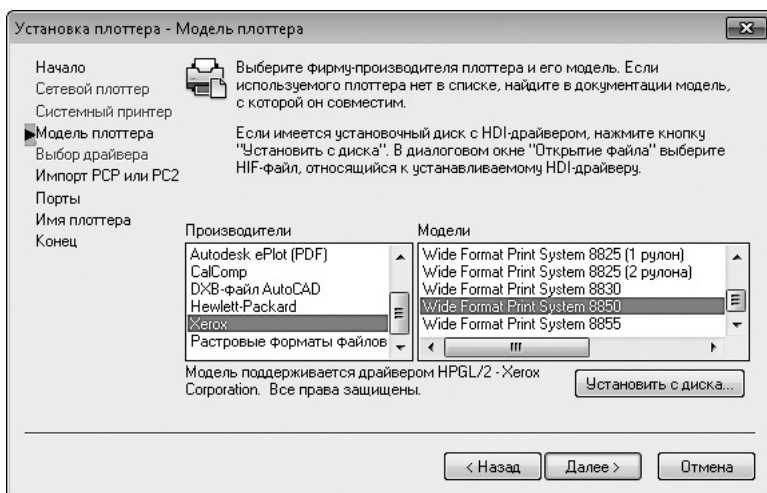 Установка плоттера - Модель плоттера
Начало
Сетевой плоттер
Системный принтер
Модель плоттера
Выбор драйвера
Импорт PCP или PC2
Порты
Имя плоттера
Конец
Выберите фирму-производителя плоттера и его модель. Если
используемого плоттера нет в списке, найдите в документации модель,
с которой он совместим.
Если имеется установочный диск с HDI-драйвером, нажмите кнопку
"Установить с диска". В диалоговом окне "Открытие файла" выберите
HIF-файл, относящийся к устанавливаемому HDI-драйверу.
Производители
Autodesk ePlot (PDF)
CalComp
DXB-файл AutoCAD
Hewlett-Packard
Xerox
Растровые форматы файлов
Модели
Wide Format Print System 8825 (1 рулон)
Wide Format Print System 8825 (2 рулона)
Wide Format Print System 8830
Wide Format Print System 8850
Wide Format Print System 8855
Модель поддерживается драйвером HPGL/2 - Xerox
Corporation. Все права защищены.
Установить с диска...
< Назад
Далее >
Отмена